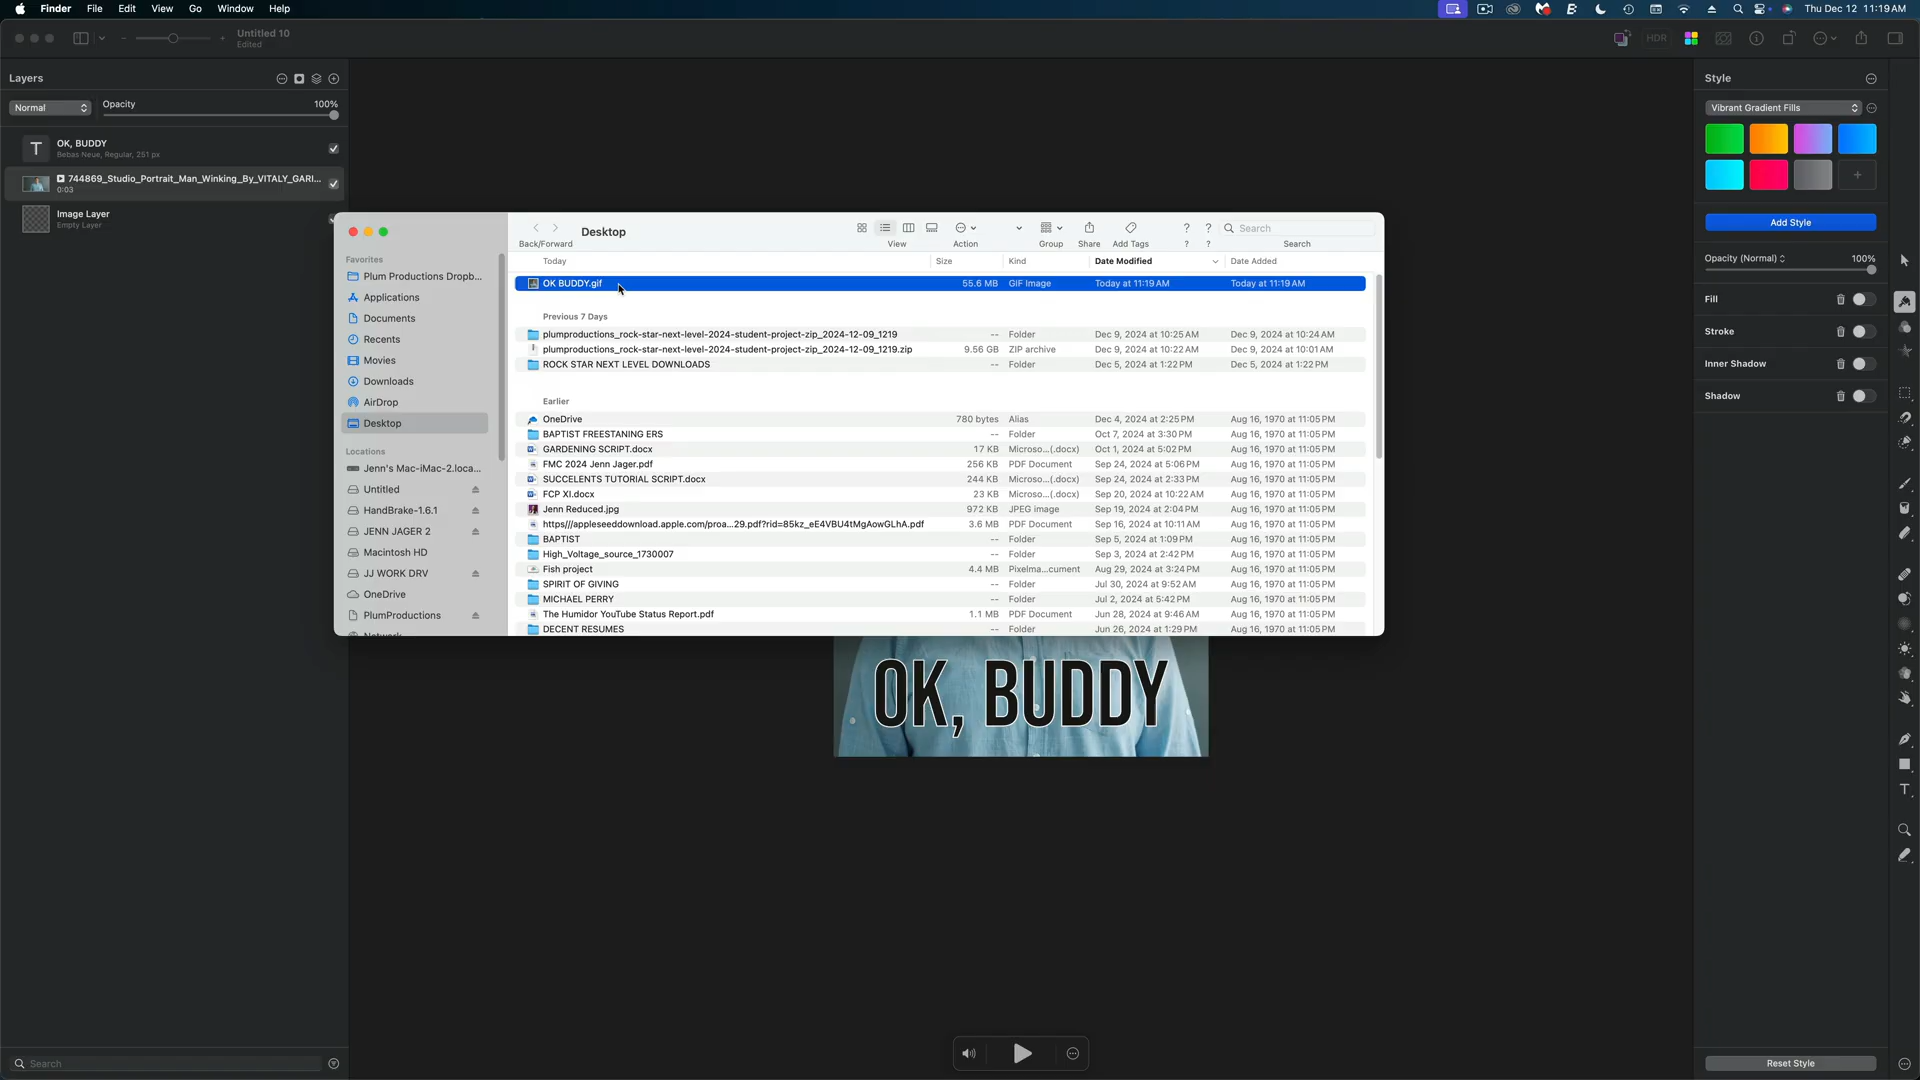 Finder File Edit View Go Window Help Thu Dec 12 11:19 AM
Untitled 10
Edited
HDR
Layers
Normal Opacity 100%
OK, BUDDY
Bebas Neue, Regular, 251 px
744869_Studio_Portrait_Man_Winking_By_VITALY_GARI...
0:03
Image Layer
Empty Layer
Search
Back/Forward
Desktop
View Action Group Share Add Tags ? ? Search
Search
Favorites
Plum Productions Dropb...
Applications
Documents
Recents
Movies
Downloads
AirDrop
Desktop
Locations
Jenn's Mac-iMac-2.loca...
Untitled
HandBrake-1.6.1
JENN JAGER 2
Macintosh HD
JJ WORK DRV
OneDrive
PlumProductions
Network
Today Size Kind Date Modified Date Added
OK BUDDY.gif 55.6 MB GIF Image Today at 11:19 AM Today at 11:19 AM
Previous 7 Days
plumproductions_rock-star-next-level-2024-student-project-zip_2024-12-09_1219 -- Folder Dec 9, 2024 at 10:25 AM Dec 9, 2024 at 10:24 AM
plumproductions_rock-star-next-level-2024-student-project-zip_2024-12-09_1219.zip 9.56 GB ZIP archive Dec 9, 2024 at 10:22 AM Dec 9, 2024 at 10:01 AM
ROCK STAR NEXT LEVEL DOWNLOADS -- Folder Dec 5, 2024 at 1:22 PM Dec 5, 2024 at 1:22 PM
Earlier
OneDrive 780 bytes Alias Dec 4, 2024 at 2:25 PM Aug 16, 1970 at 11:05 PM
BAPTIST FREESTANING ERS -- Folder Oct 7, 2024 at 3:30 PM Aug 16, 1970 at 11:05 PM
GARDENING SCRIPT.docx 17 KB Microso...(.docx) Oct 1, 2024 at 5:02 PM Aug 16, 1970 at 11:05 PM
FMC 2024 Jenn Jager.pdf 256 KB PDF Document Sep 24, 2024 at 5:06 PM Aug 16, 1970 at 11:05 PM
SUCCELENTS TUTORIAL SCRIPT.docx 244 KB Microso...(.docx) Sep 24, 2024 at 2:33 PM Aug 16, 1970 at 11:05 PM
FCP XI.docx 23 KB Microso...(.docx) Sep 20, 2024 at 10:22 AM Aug 16, 1970 at 11:05 PM
Jenn Reduced.jpg 972 KB JPEG image Sep 19, 2024 at 2:04 PM Aug 16, 1970 at 11:05 PM
https///appleseeddownload.apple.com/proa...29.pdf?rid=85kz_eE4VBU4tMgAowGLhA.pdf 3.6 MB PDF Document Sep 16, 2024 at 10:11 AM Aug 16, 1970 at 11:05 PM
BAPTIST -- Folder Sep 5, 2024 at 1:09 PM Aug 16, 1970 at 11:05 PM
High_Voltage_source_1730007 -- Folder Sep 3, 2024 at 2:42 PM Aug 16, 1970 at 11:05 PM
Fish project 4.4 MB Pixelma...cument Aug 29, 2024 at 3:24 PM Aug 16, 1970 at 11:05 PM
SPIRIT OF GIVING -- Folder Jul 30, 2024 at 9:52 AM Aug 16, 1970 at 11:05 PM
MICHAEL PERRY -- Folder Jul 2, 2024 at 5:42 PM Aug 16, 1970 at 11:05 PM
The Humidor YouTube Status Report.pdf 1.1 MB PDF Document Jun 28, 2024 at 9:46 AM Aug 16, 1970 at 11:05 PM
DECENT RESUMES -- Folder Jun 26, 2024 at 1:29 PM Aug 16, 1970 at 11:05 PM
OK, BUDDY
Style
Vibrant Gradient Fills
Add Style
Opacity (Normal) 100%
Fill
Stroke
Inner Shadow
Shadow
Reset Style